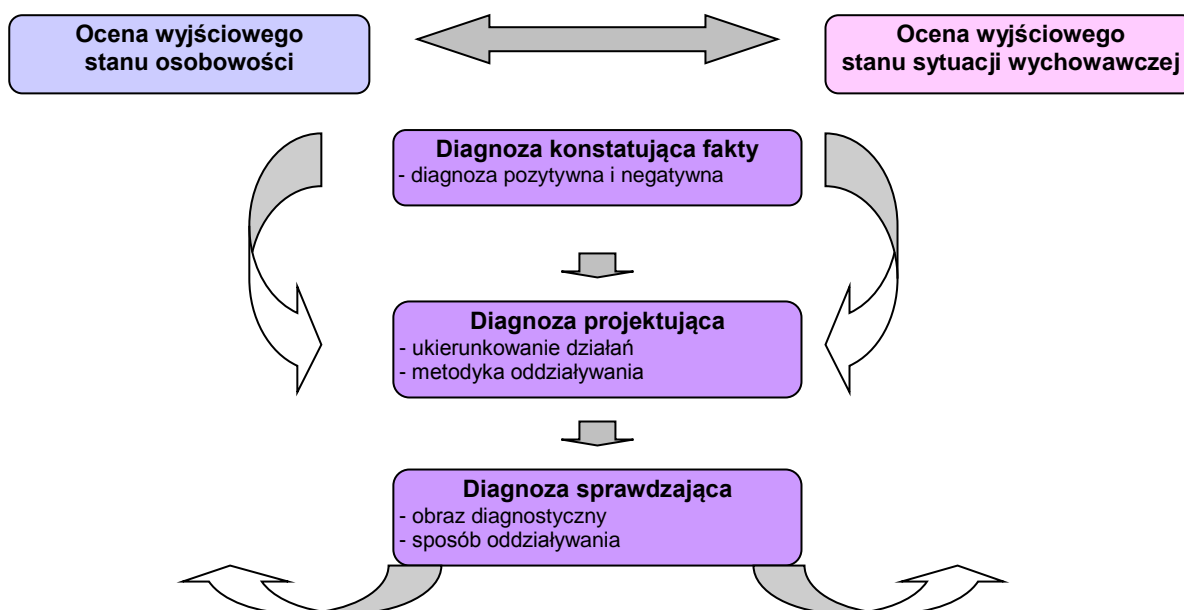 Ocena wyjściowego
stanu osobowości
Ocena wyjściowego
stanu sytuacji wychowawczej
Diagnoza konstatująca fakty
- diagnoza pozytywna i negatywna
Diagnoza projektująca
- ukierunkowanie działań
- metodyka oddziaływania
Diagnoza sprawdzająca
- obraz diagnostyczny
- sposób oddziaływania